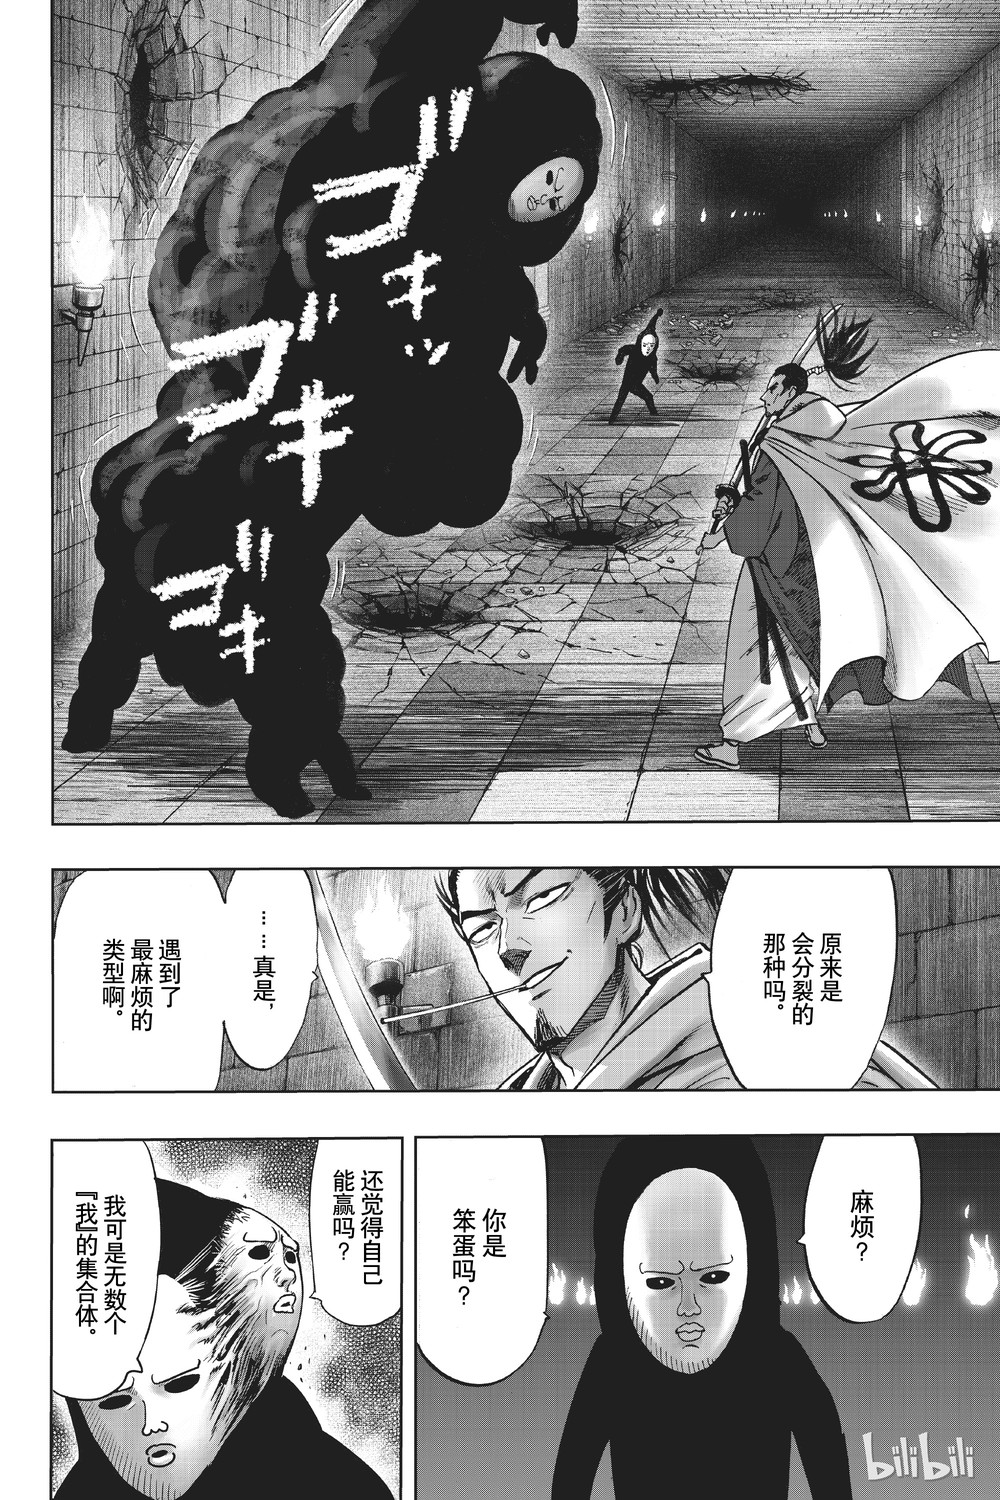 ゴキ
ゴキ
ゴキ
原来是
会分裂的
那种吗。
……真是，
遇到了
最麻烦的
类型啊。
麻烦？
你是
笨蛋吗？
还觉得自己
能赢吗？
我可是无数个
『我』的集合体。
bilibili